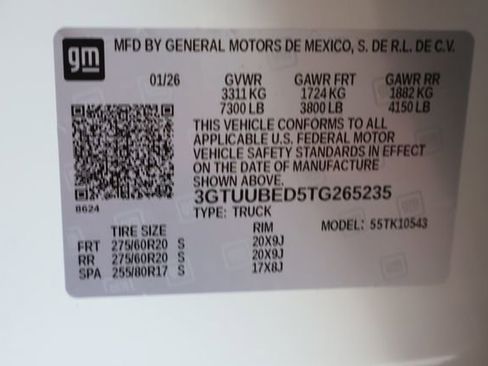 gm MFD BY GENERAL MOTORS DE MEXICO, S. DE R.L. DE C.V.
01/26 GVWR GAWR FRT GAWR RR
3311 KG 1724 KG 1882 KG
7300 LB 3800 LB 4150 LB
THIS VEHICLE CONFORMS TO ALL
APPLICABLE U.S. FEDERAL MOTOR
VEHICLE SAFETY STANDARDS IN EFFECT
ON THE DATE OF MANUFACTURE
SHOWN ABOVE.
8624
3GTUUBED5TG265235
TYPE: TRUCK MODEL: 55TK10543
TIRE SIZE RIM
FRT 275/60R20 S 20X9J
RR 275/60R20 S 20X9J
SPA 255/80R17 S 17X8J